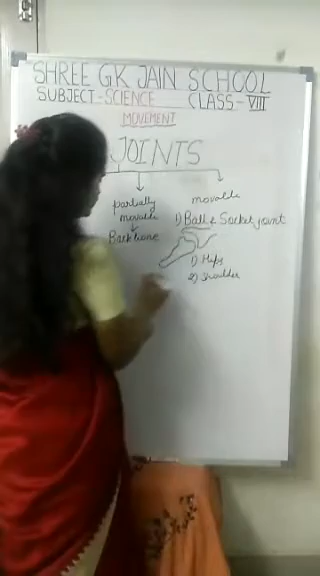 SHREE GK JAIN SCHOOL
SUBJECT-SCIENCE CLASS-VIII
MOVEMENT
JOINTS
partially movable
Backbone
movable
1) Ball & Socket joint
1) Hips
2) Shoulder